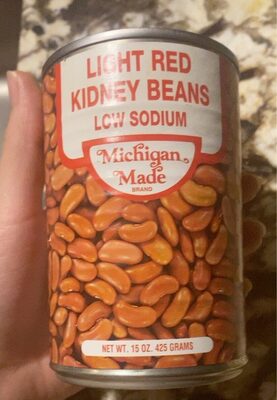 LIGHT RED
KIDNEY BEANS
LOW SODIUM
Michigan
Made
BRAND
NET WT. 15 OZ. 425 GRAMS